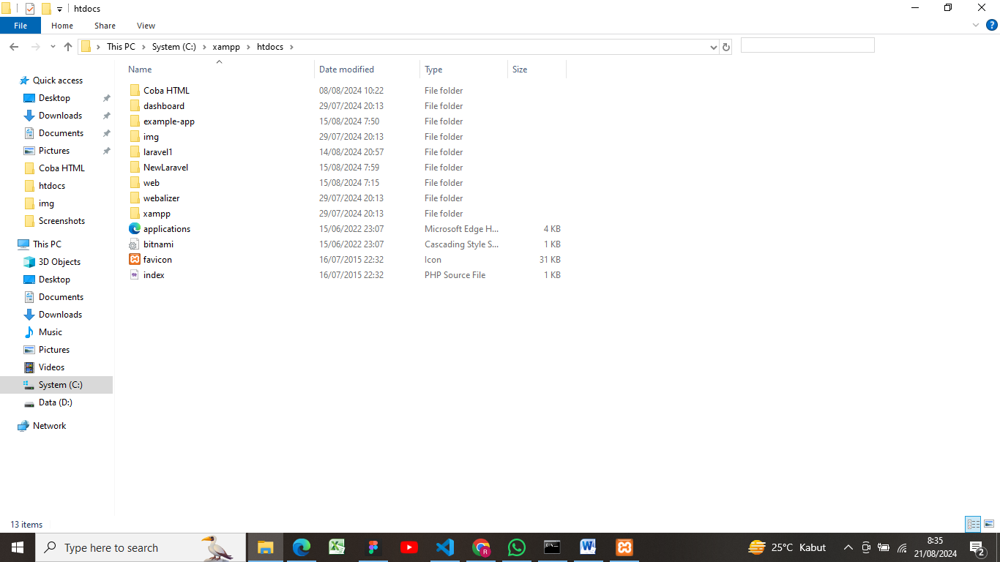 htdocs
File Home Share View
This PC System (C:) xampp htdocs
Name Date modified Type Size
Quick access
Desktop
Downloads
Documents
Pictures
Coba HTML
htdocs
img
Screenshots
This PC
3D Objects
Desktop
Documents
Downloads
Music
Pictures
Videos
System (C:)
Data (D:)
Network
Coba HTML 08/08/2024 10:22 File folder
dashboard 29/07/2024 20:13 File folder
example-app 15/08/2024 7:50 File folder
img 29/07/2024 20:13 File folder
laravel1 14/08/2024 20:57 File folder
NewLaravel 15/08/2024 7:59 File folder
web 15/08/2024 7:15 File folder
webalizer 29/07/2024 20:13 File folder
xampp 29/07/2024 20:13 File folder
applications 15/06/2022 23:07 Microsoft Edge H... 4 KB
bitnami 15/06/2022 23:07 Cascading Style S... 1 KB
favicon 16/07/2015 22:32 Icon 31 KB
index 16/07/2015 22:32 PHP Source File 1 KB
13 items
Type here to search
25°C Kabut
8:35
21/08/2024
2